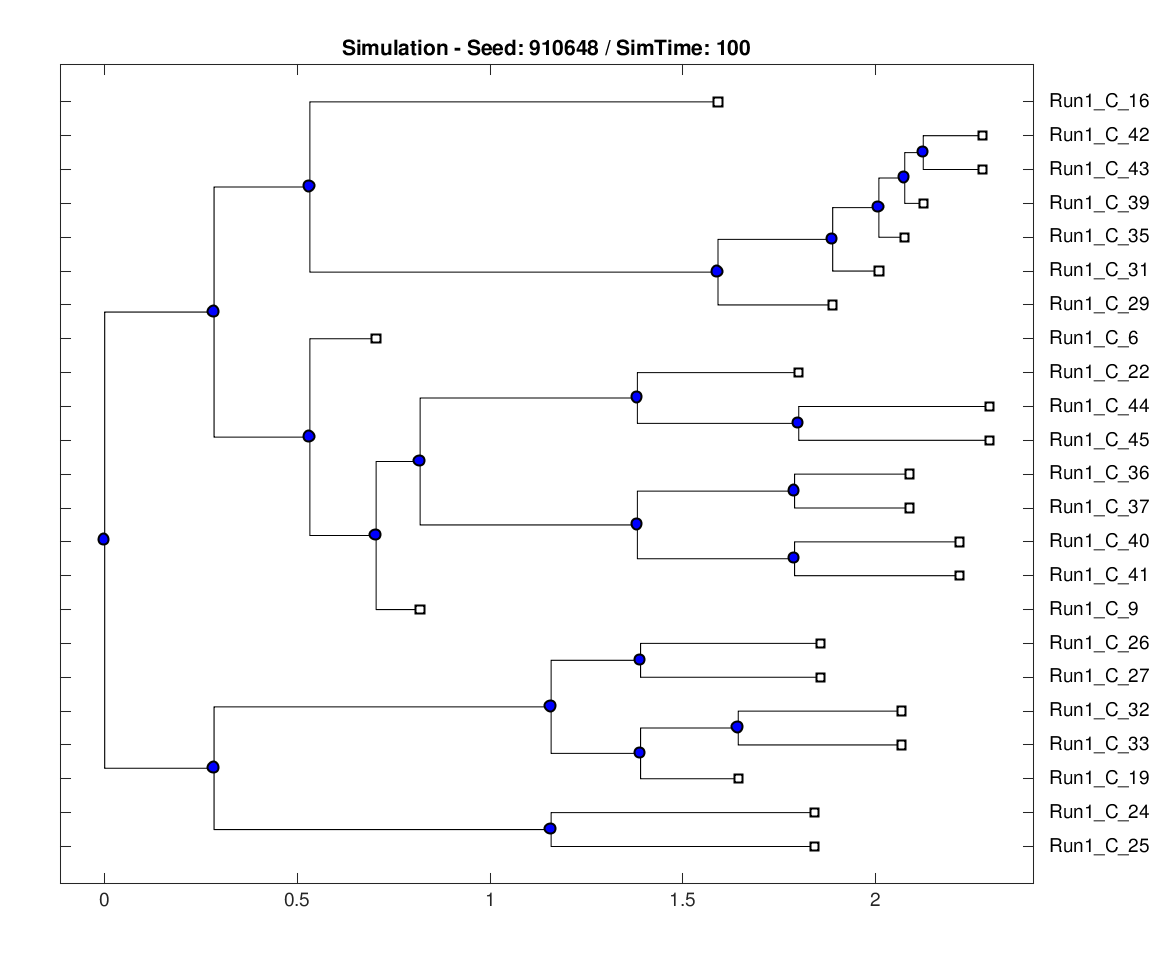 Simulation - Seed: 910648 / SimTime: 100
Run1_C_16
Run1_C_42
Run1_C_43
Run1_C_39
Run1_C_35
Run1_C_31
Run1_C_29
Run1_C_6
Run1_C_22
Run1_C_44
Run1_C_45
Run1_C_36
Run1_C_37
Run1_C_40
Run1_C_41
Run1_C_9
Run1_C_26
Run1_C_27
Run1_C_32
Run1_C_33
Run1_C_19
Run1_C_24
Run1_C_25
0 0.5 1 1.5 2